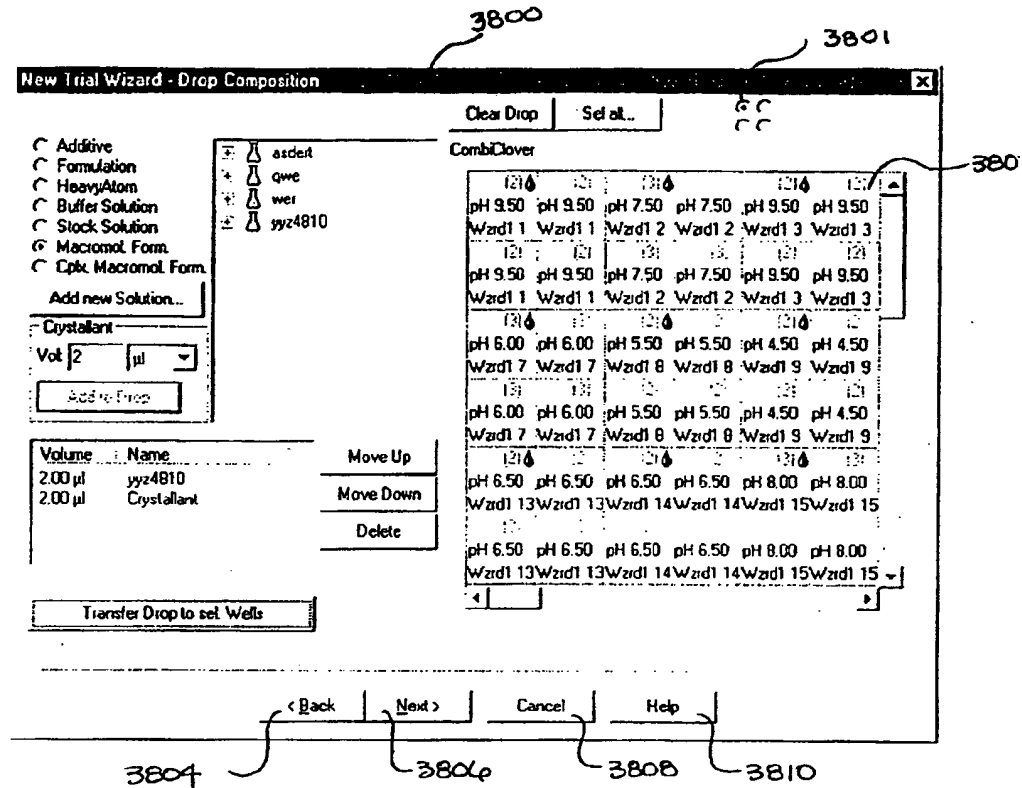 3800
3801
New Trial Wizard - Drop Composition
Clear Drop
Additive
Formulation
HeavyAtom
Buffer Solution
Stock Solution
Macromol. Form.
Cplx. Macromol. Form.
Add new Solution...
asdert
qwe
wer
yyz4810
CombiClover
380
pH 9.50 pH 9.50 pH 7.50 pH 7.50 pH 9.50 pH 9.50
Wzrd1 1 Wzrd1 1 Wzrd1 2 Wzrd1 2 Wzrd1 3 Wzrd1 3
pH 9.50 pH 9.50 pH 7.50 pH 7.50 pH 9.50 pH 9.50
Wzrd1 1 Wzrd1 1 Wzrd1 2 Wzrd1 2 Wzrd1 3 Wzrd1 3
pH 6.00 pH 6.00 pH 5.50 pH 5.50 pH 4.50 pH 4.50
Wzrd1 7 Wzrd1 7 Wzrd1 8 Wzrd1 8 Wzrd1 9 Wzrd1 9
pH 6.00 pH 6.00 pH 5.50 pH 5.50 pH 4.50 pH 4.50
Wzrd1 7 Wzrd1 7 Wzrd1 8 Wzrd1 8 Wzrd1 9 Wzrd1 9
pH 6.50 pH 6.50 pH 6.50 pH 6.50 pH 8.00 pH 8.00
Wzrd1 13 Wzrd1 13 Wzrd1 14 Wzrd1 14 Wzrd1 15 Wzrd1 15
pH 6.50 pH 6.50 pH 6.50 pH 6.50 pH 8.00 pH 8.00
Wzrd1 13 Wzrd1 13 Wzrd1 14 Wzrd1 14 Wzrd1 15 Wzrd1 15
Crystallant
Vol: 2 µl
Add to Drop
Volume Name
2.00 µl yyz4810
2.00 µl Crystallant
Move Up
Move Down
Delete
Transfer Drop to sel. Wells
< Back
Next >
Cancel
Help
3804
3806
3808
3810